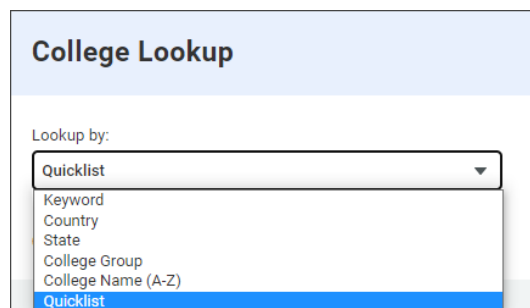 College Lookup
Lookup by:
Quicklist
Keyword
Country
State
College Group
College Name (A-Z)
Quicklist